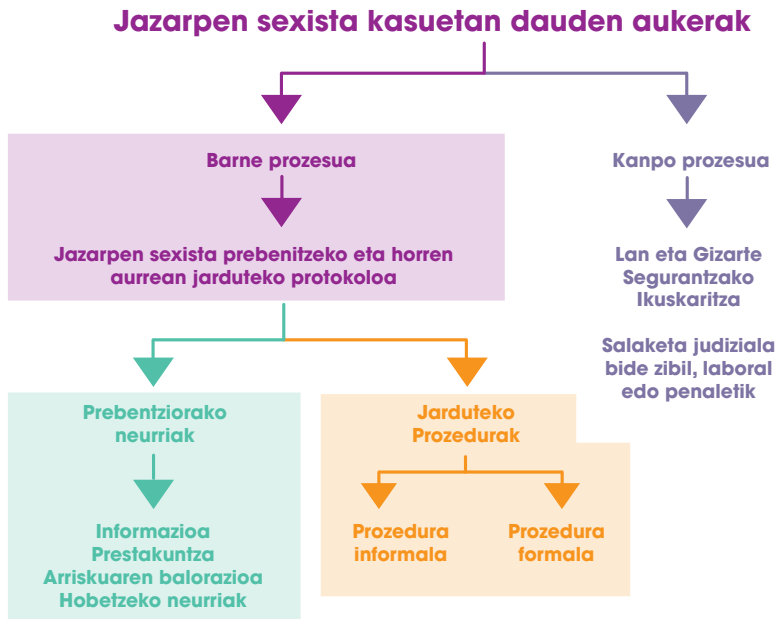 Jazarpen sexista kasuetan dauden aukerak
Barne prozesua
Jazarpen sexista prebenitzeko eta horren
aurrean jarduteko protokoloa
Kanpo prozesua
Lan eta Gizarte
Segurantzako
Ikuskaritza
Salaketa judiziala
bide zibil, laboral
edo penaletik
Prebentziorako
neurriak
Informazioa
Prestakuntza
Arriskuaren balorazioa
Hobetzeko neurriak
Jarduteko
Prozedurak
Prozedura
informala
Prozedura
formala